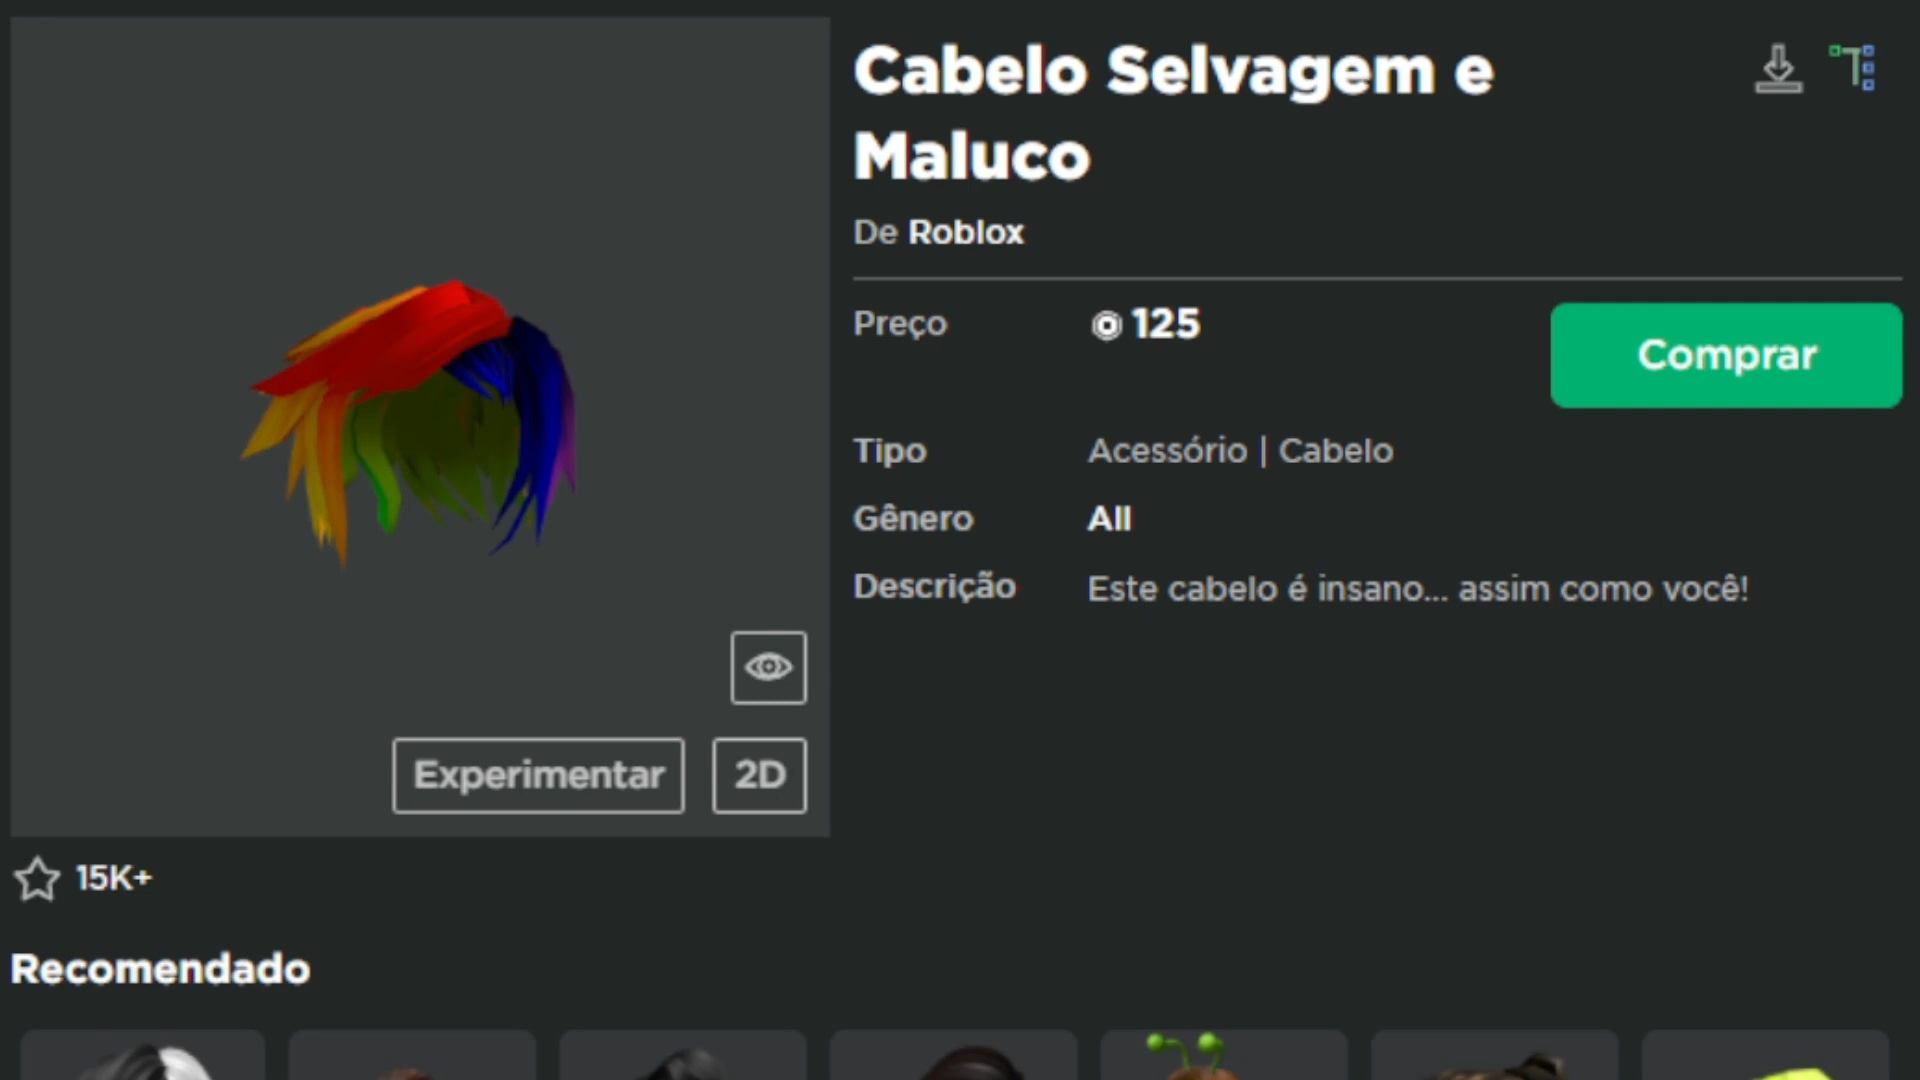 Cabelo Selvagem e
Maluco
De Roblox
Preço 125
Comprar
Tipo Acessório | Cabelo
Gênero All
Descrição Este cabelo é insano... assim como você!
Experimentar 2D
15K+
Recomendado